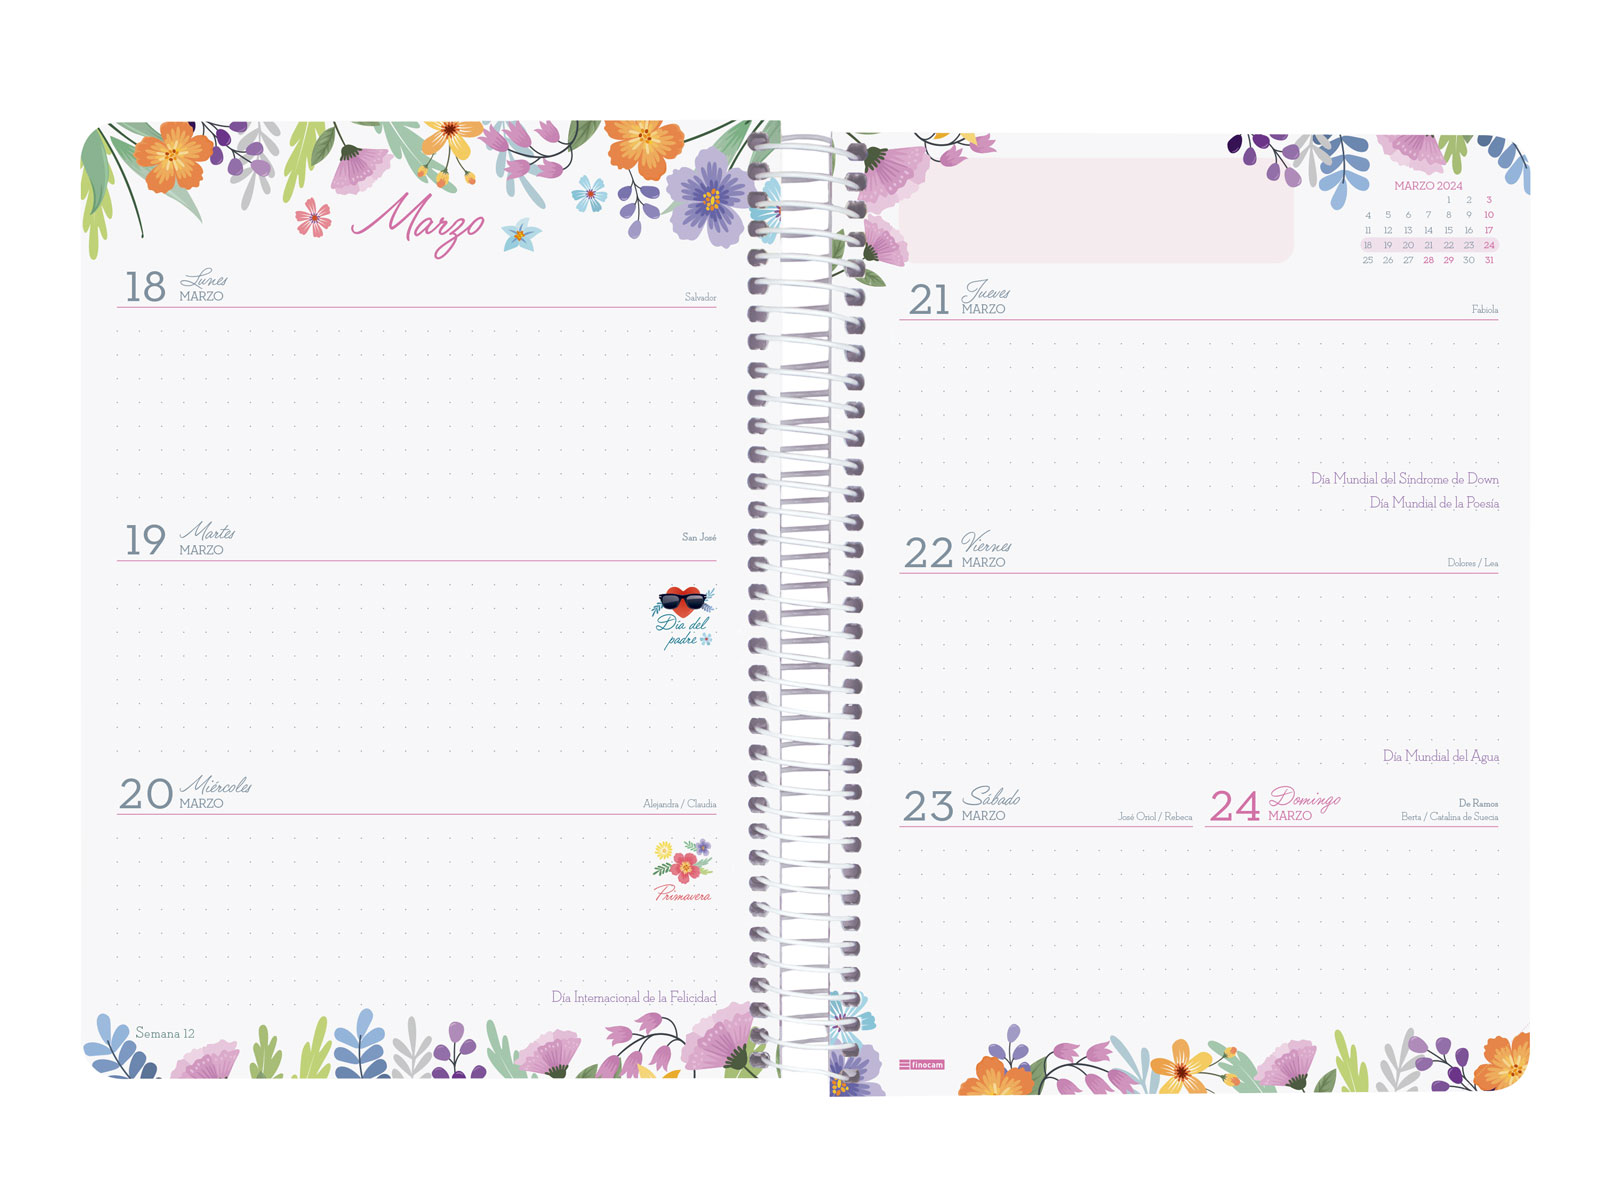 Marzo
18 Lunes
MARZO
Salvador
19 Martes
MARZO
San José
Día del
padre
20 Miércoles
MARZO
Alejandra / Claudia
Primavera
Día Internacional de la Felicidad
Semana 12
MARZO 2024
1 2 3
4 5 6 7 8 9 10
11 12 13 14 15 16 17
18 19 20 21 22 23 24
25 26 27 28 29 30 31
21 Jueves
MARZO
Fabiola
Día Mundial del Síndrome de Down
Día Mundial de la Poesía
22 Viernes
MARZO
Dolores / Lea
Día Mundial del Agua
23 Sábado
MARZO
José Oriol / Rebeca
24 Domingo
MARZO
De Ramos
Berta / Catalina de Suecia
finocam